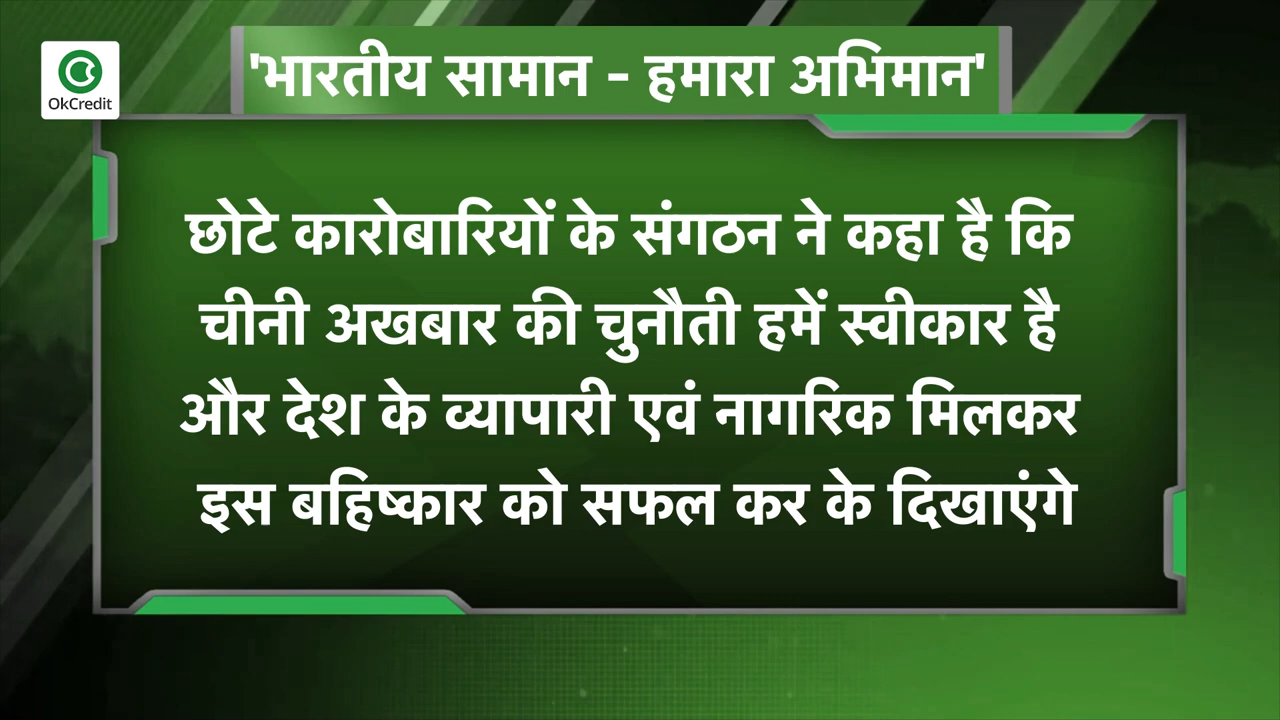 OkCredit
'भारतीय सामान - हमारा अभिमान'
छोटे कारोबारियों के संगठन ने कहा है कि
चीनी अखबार की चुनौती हमें स्वीकार है
और देश के व्यापारी एवं नागरिक मिलकर
इस बहिष्कार को सफल कर के दिखाएंगे